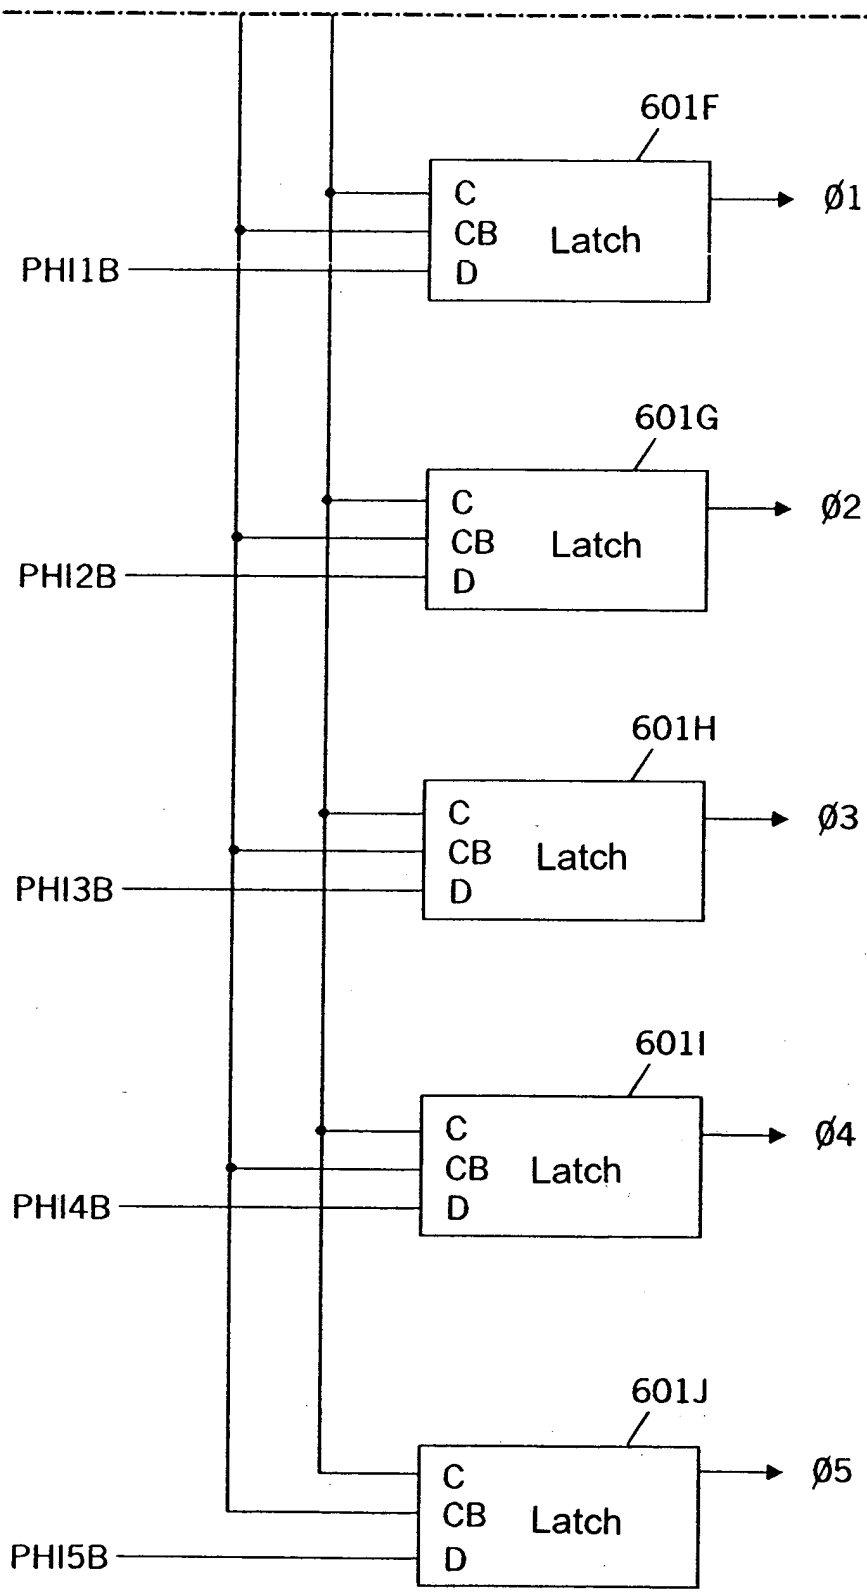 601F
C
Ø1
CB Latch
PHI1B
D
601G
C
Ø2
CB Latch
PHI2B
D
601H
C
Ø3
CB Latch
PHI3B
D
601I
C
Ø4
CB Latch
PHI4B
D
601J
C
Ø5
CB Latch
PHI5B
D